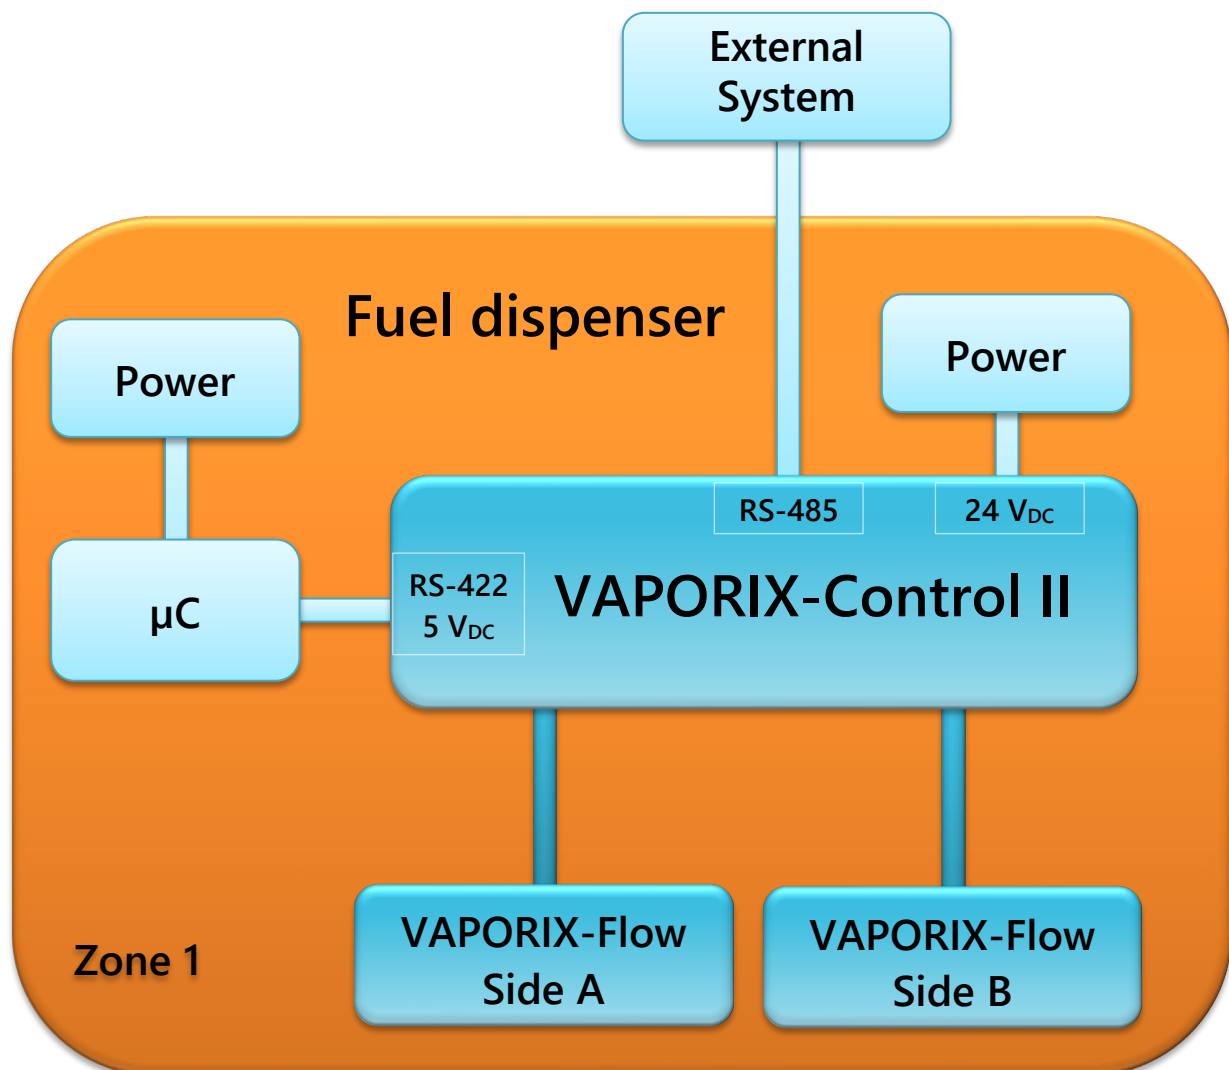 External
System
Fuel dispenser
Power
Power
RS-485
24 VDC
RS-422
5 VDC
VAPORIX-Control II
µC
VAPORIX-Flow
Side A
VAPORIX-Flow
Side B
Zone 1